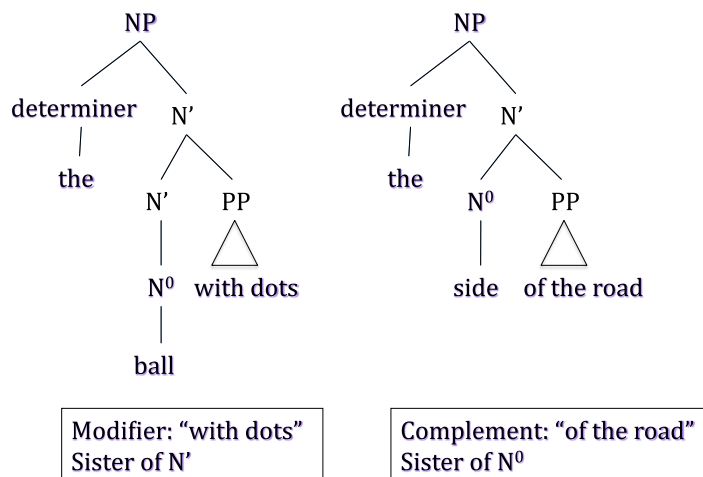 NP
determiner N’
the
N’ PP
N⁰ with dots
ball
Modifier: “with dots”
Sister of N’
NP
determiner N’
the
N⁰ PP
side of the road
Complement: “of the road”
Sister of N⁰